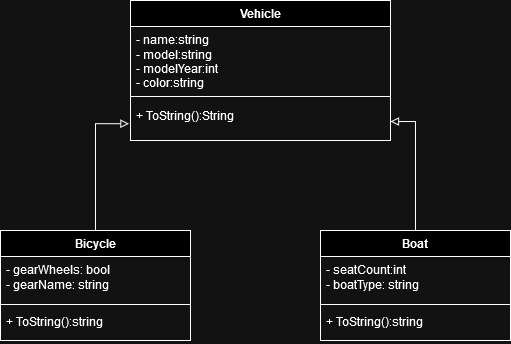 Vehicle
- name:string
- model:string
- modelYear:int
- color:string
+ ToString():String
Bicycle
- gearWheels: bool
- gearName: string
+ ToString():string
Boat
- seatCount:int
- boatType: string
+ ToString():string